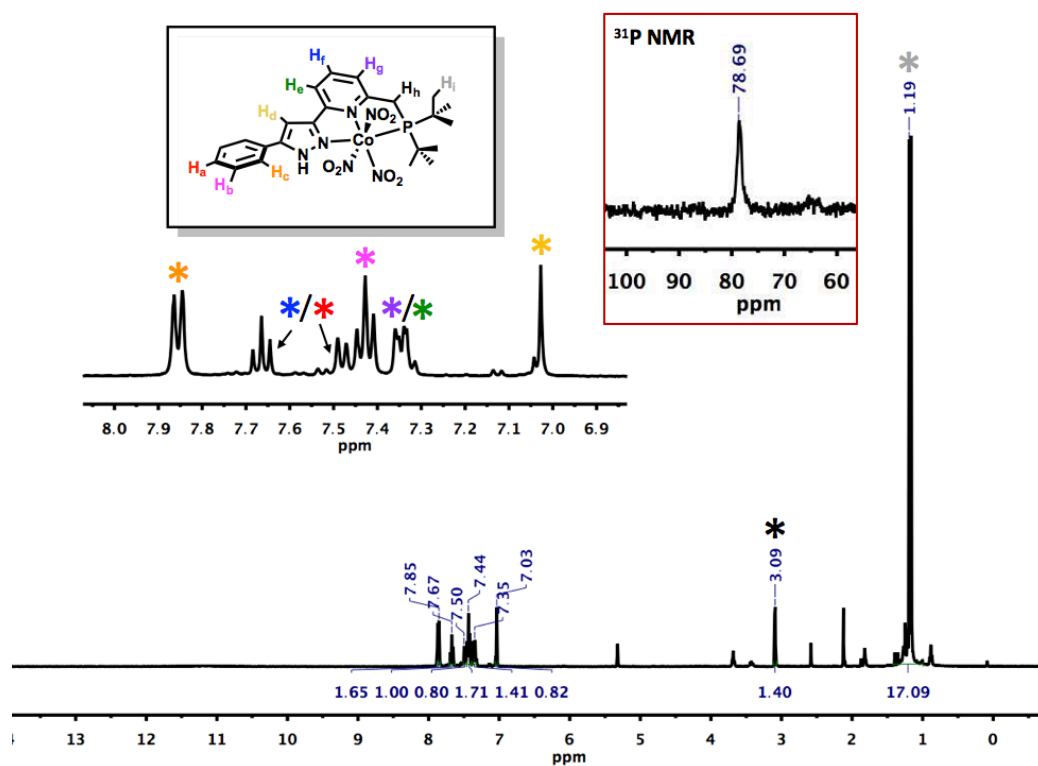 ³¹P NMR
78.69
100 90 80 70 60
ppm
Hf
He
Hg
Hh
Hi
Hd
N
NO₂
P
Co
N
N
H
O₂N
NO₂
Ha
Hb
Hc
* 1.19
*
* / *
*
* / *
*
8.0 7.9 7.8 7.7 7.6 7.5 7.4 7.3 7.2 7.1 7.0 6.9
ppm
*
7.85
7.67
7.50
7.44
7.35
7.03
3.09
1.65 1.00 0.80 1.71 1.41 0.82
1.40
17.09
13 12 11 10 9 8 7 6 5 4 3 2 1 0
ppm